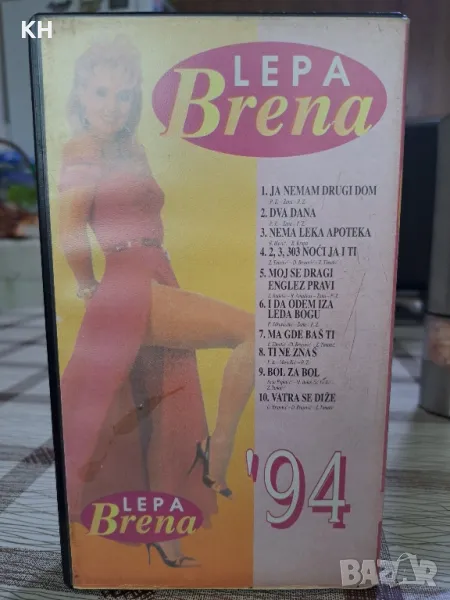 KH
LEPA
Brena
1. JA NEMAM DRUGI DOM
2. DVA DANA
3. NEMA LEKA APOTEKA
4. 2, 3, 303 NOĆI JA I TI
5. MOJ SE DRAGI
ENGLEZ PRAVI
6. I DA ODEM IZA
LEDA BOGU
7. MA GDE BAŠ TI
8. TI NE ZNAŠ
9. BOL ZA BOL
10. VATRA SE DIŽE
'94
LEPA
Brena
BAZAR